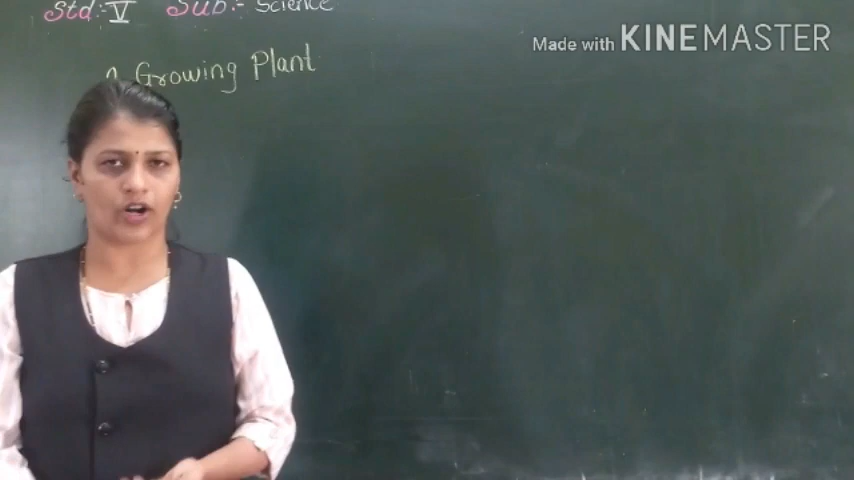 Std:- V Sub:- Science
Made with KINEMASTER
Growing Plant